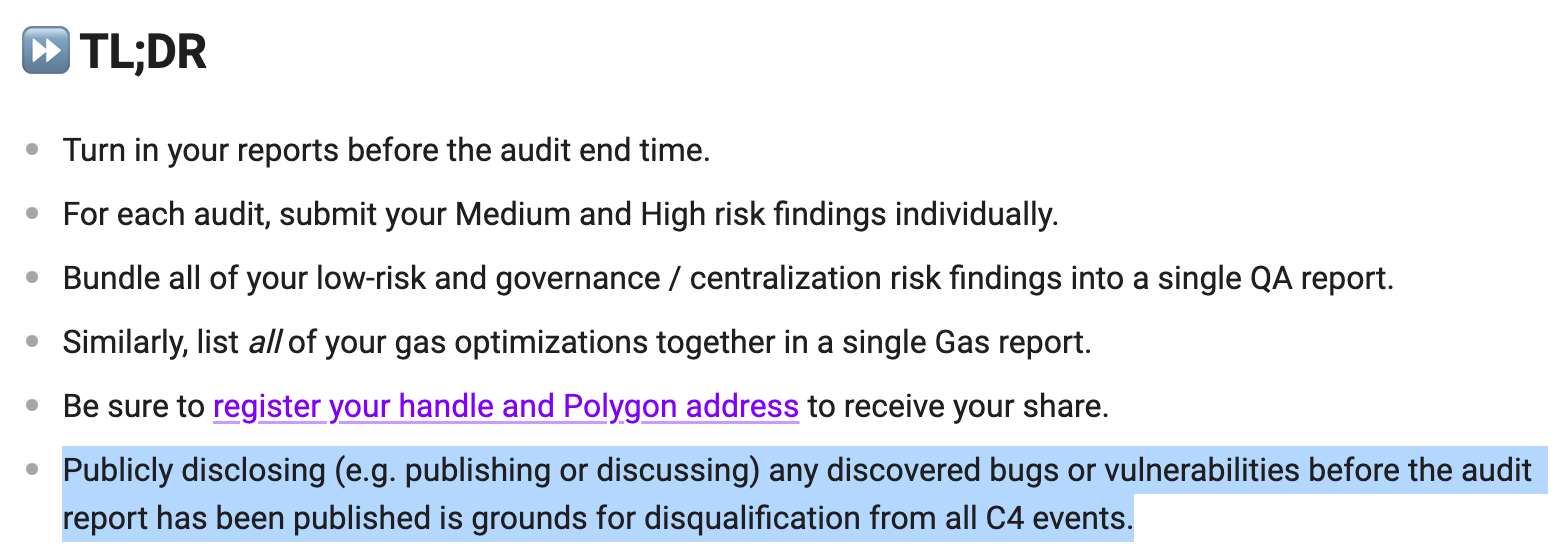 ⏩ TL;DR
Turn in your reports before the audit end time.
For each audit, submit your Medium and High risk findings individually.
Bundle all of your low-risk and governance / centralization risk findings into a single QA report.
Similarly, list all of your gas optimizations together in a single Gas report.
Be sure to register your handle and Polygon address to receive your share.
Publicly disclosing (e.g. publishing or discussing) any discovered bugs or vulnerabilities before the audit
report has been published is grounds for disqualification from all C4 events.